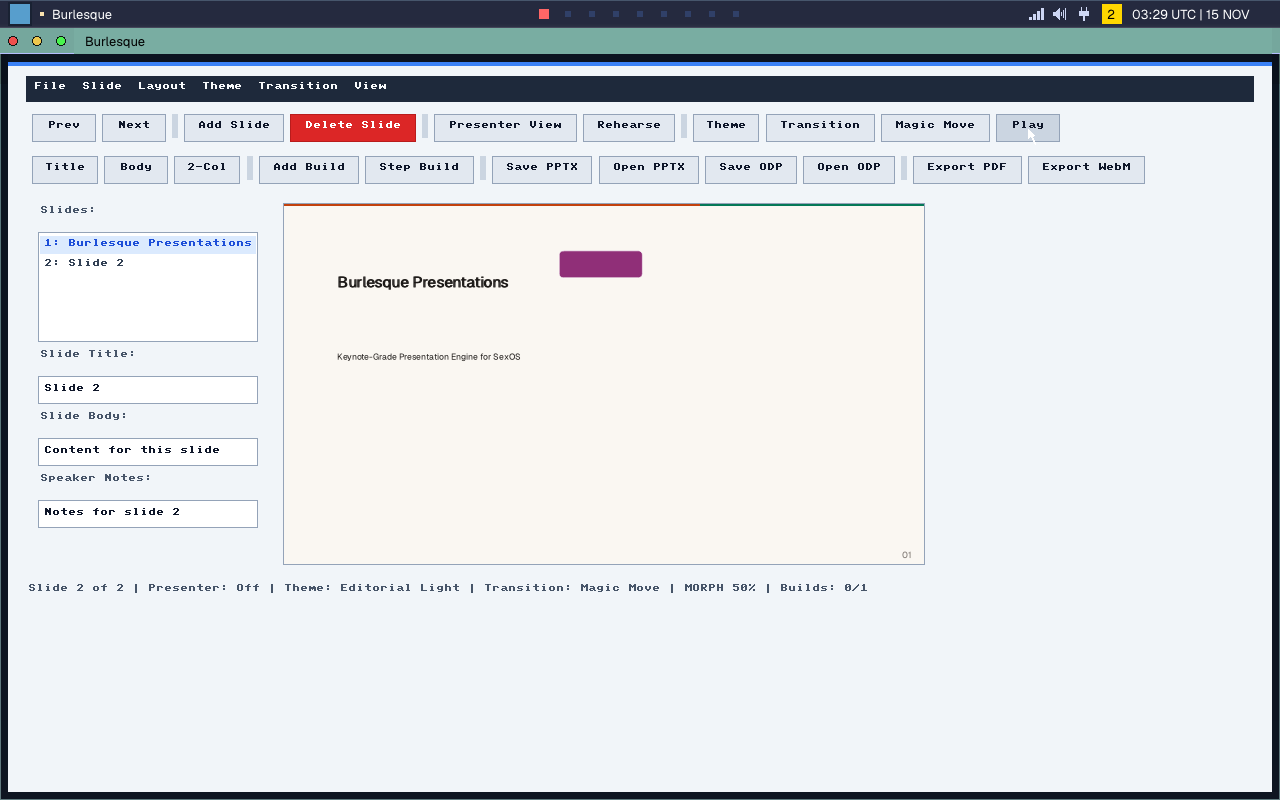 Burlesque
2
03:29 UTC | 15 NOV
Burlesque
File Slide Layout Theme Transition View
Prev Next Add Slide Delete Slide Presenter View Rehearse Theme Transition Magic Move Play
Title Body 2-Col Add Build Step Build Save PPTX Open PPTX Save ODP Open ODP Export PDF Export WebM
Slides:
1: Burlesque Presentations
2: Slide 2
Slide Title:
Slide 2
Slide Body:
Content for this slide
Speaker Notes:
Notes for slide 2
Burlesque Presentations
Keynote-Grade Presentation Engine for SexOS
01
Slide 2 of 2 | Presenter: Off | Theme: Editorial Light | Transition: Magic Move | MORPH 50% | Builds: 0/1